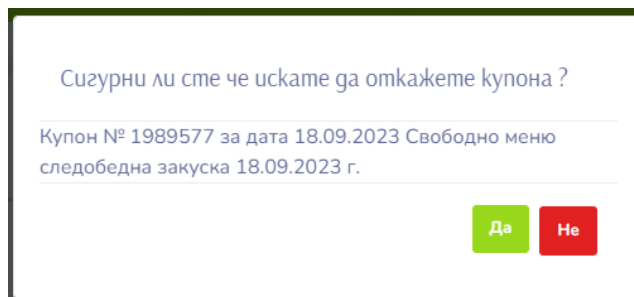 Сигурни ли сте че искате да откажете купона ?
Купон № 1989577 за дата 18.09.2023 Свободно меню
следобедна закуска 18.09.2023 г.
Да
Не